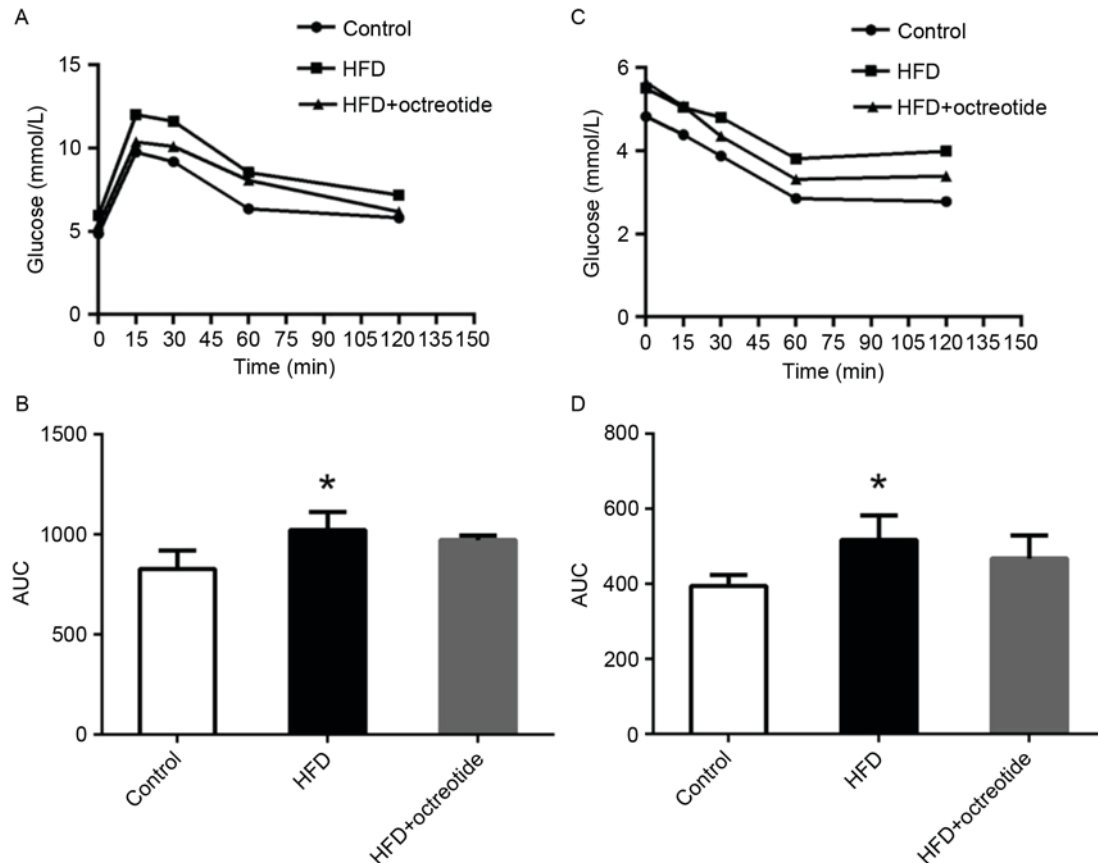 A
Control
HFD
HFD+octreotide
15
10
5
0
Glucose (mmol/L)
0 15 30 45 60 75 90 105 120 135 150
Time (min)
C
Control
HFD
HFD+octreotide
6
4
2
0
Glucose (mmol/L)
0 15 30 45 60 75 90 105 120 135 150
Time (min)
B
1500
1000
500
0
AUC
*
Control
HFD
HFD+octreotide
D
800
600
400
200
0
AUC
*
Control
HFD
HFD+octreotide